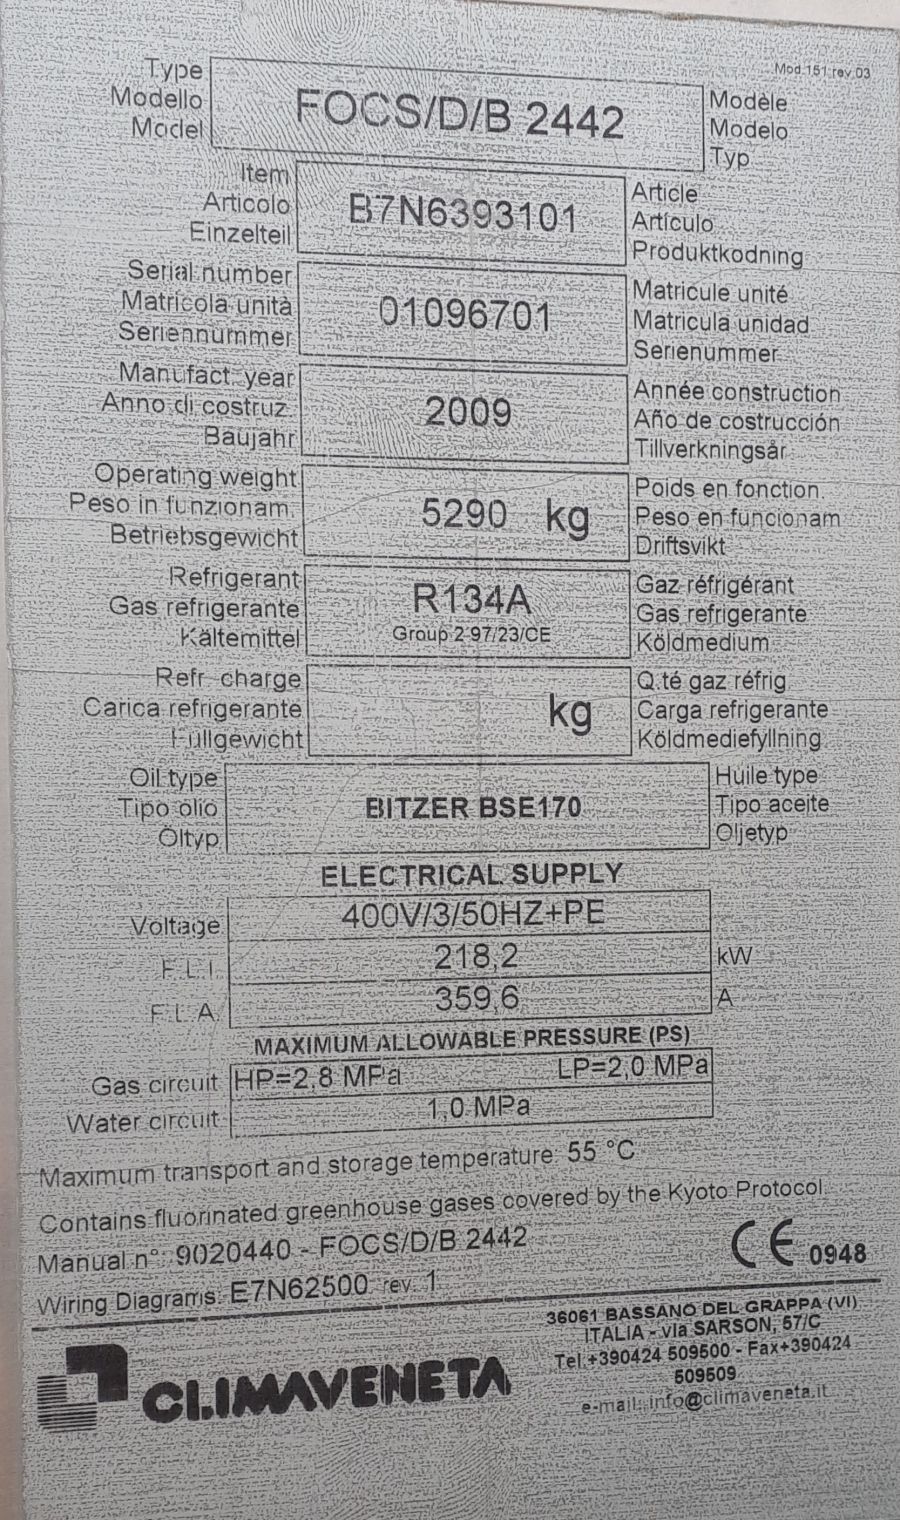 Mod.151 rev.03
Type
Modello
Model
FOCS/D/B 2442
Modèle
Modelo
Typ
Item
Articolo
Einzelteil
B7N6393101
Article
Artículo
Produktkodning
Serial number
Matricola unità
Seriennummer
01096701
Matricule unité
Matricula unidad
Serienummer
Manufact. year
Anno di costruz.
Baujahr
2009
Année construction
Año de costrucción
Tillverkningsår
Operating weight
Peso in funzionam.
Betriebsgewicht
5290 kg
Poids en fonction.
Peso en funcionam
Driftsvikt
Refrigerant
Gas refrigerante
Kältemittel
R134A
Group 2 97/23/CE
Gaz réfrigérant
Gas refrigerante
Köldmedium
Refr. charge
Carica refrigerante
Füllgewicht
kg
Q.té gaz réfrig
Carga refrigerante
Köldmediefyllning
Oil type
Tipo olio
Öltyp
BITZER BSE170
Huile type
Tipo aceite
Oljetyp
ELECTRICAL SUPPLY
Voltage 400V/3/50HZ+PE
F.L.I. 218,2 kW
F.L.A. 359,6 A
MAXIMUM ALLOWABLE PRESSURE (PS)
Gas circuit HP=2,8 MPa LP=2,0 MPa
Water circuit 1,0 MPa
Maximum transport and storage temperature: 55 °C
Contains fluorinated greenhouse gases covered by the Kyoto Protocol.
Manual n°: 9020440 - FOCS/D/B 2442
Wiring Diagrams: E7N62500 rev. 1
CE 0948
CLIMAVENETA
36061 BASSANO DEL GRAPPA (VI)
ITALIA - via SARSON, 57/C
Tel.+390424 509500 - Fax+390424
509509
e-mail: info@climaveneta.it